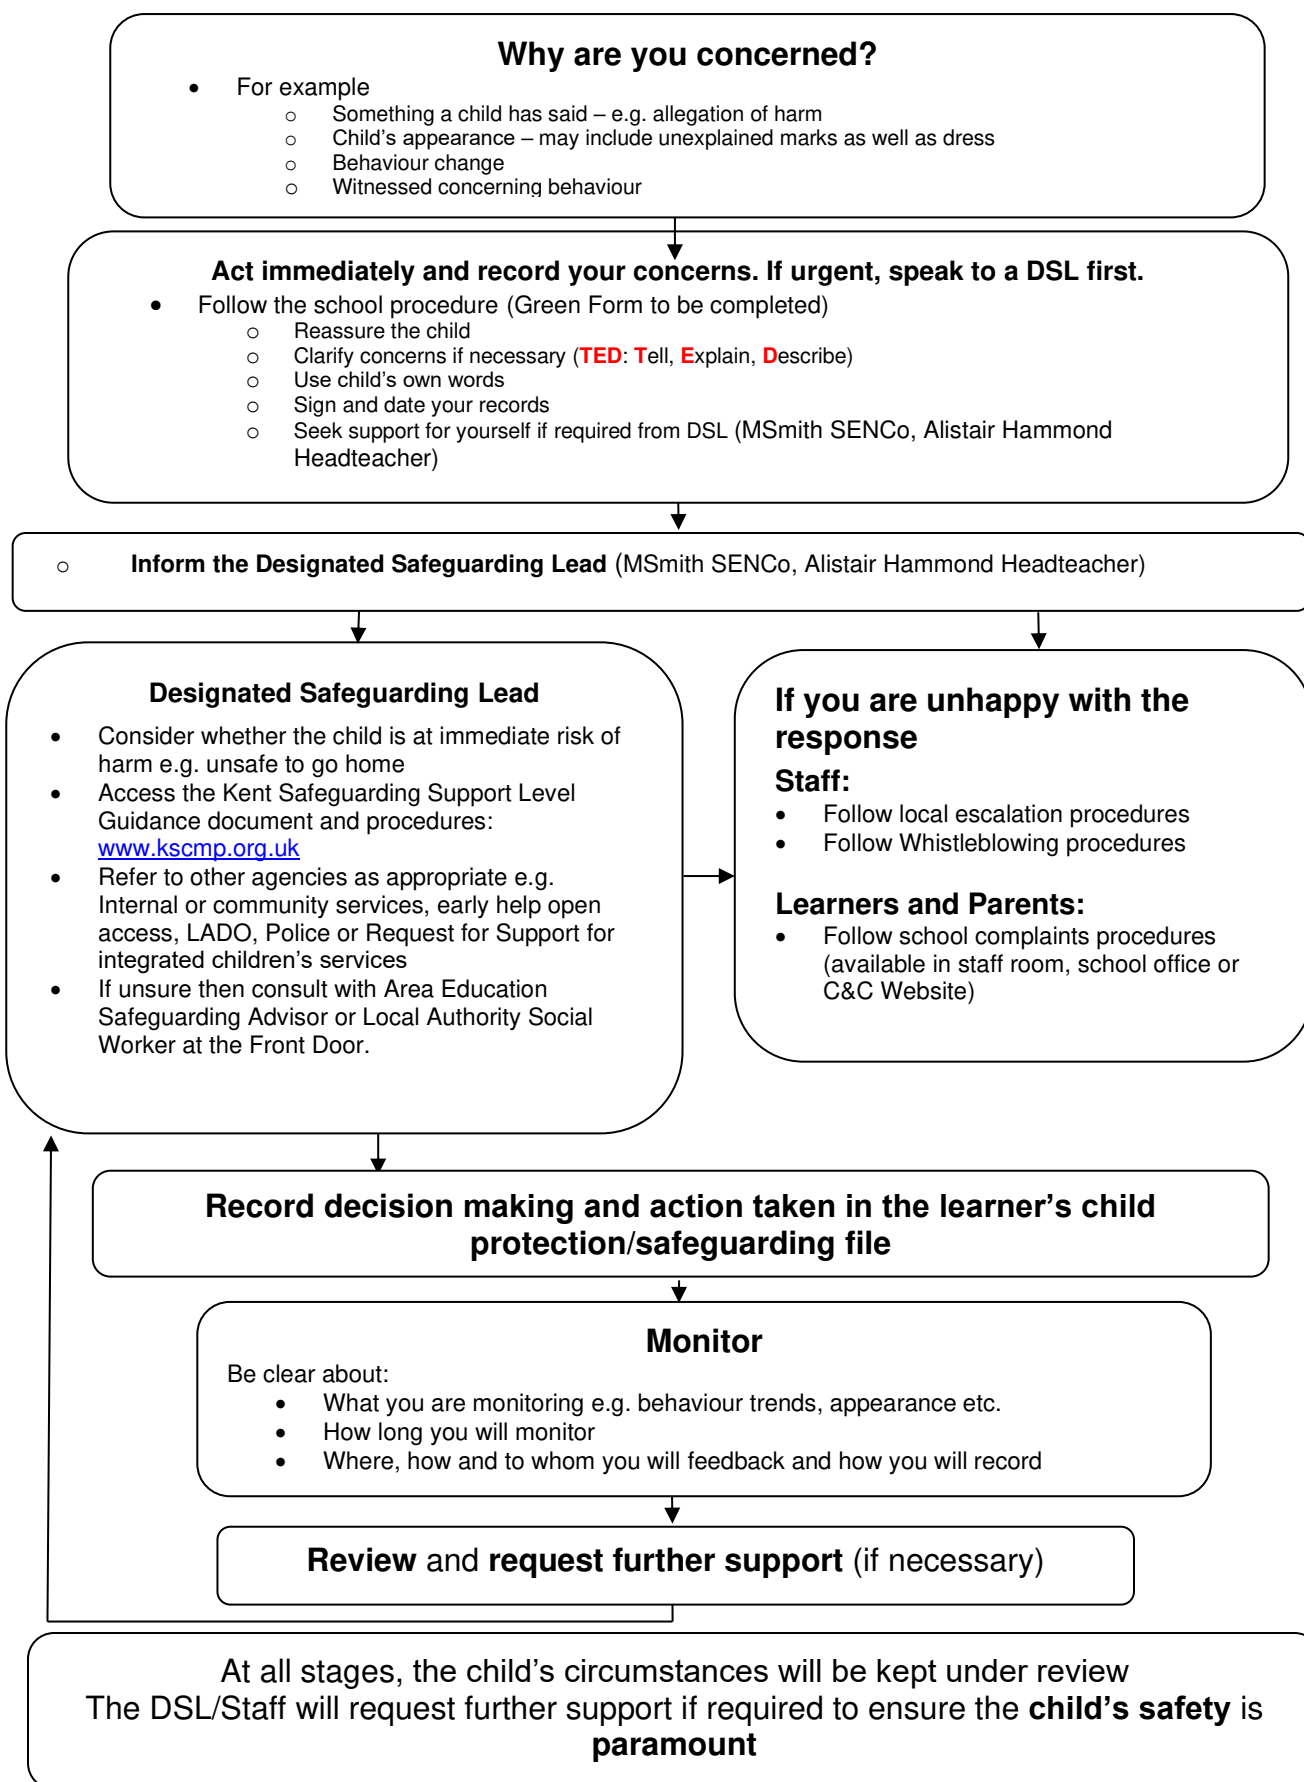 Why are you concerned?
• For example
o Something a child has said – e.g. allegation of harm
o Child's appearance – may include unexplained marks as well as dress
o Behaviour change
o Witnessed concerning behaviour
Act immediately and record your concerns. If urgent, speak to a DSL first.
• Follow the school procedure (Green Form to be completed)
o Reassure the child
o Clarify concerns if necessary (TED: Tell, Explain, Describe)
o Use child's own words
o Sign and date your records
o Seek support for yourself if required from DSL (MSmith SENCo, Alistair Hammond
Headteacher)
o Inform the Designated Safeguarding Lead (MSmith SENCo, Alistair Hammond Headteacher)
Designated Safeguarding Lead
• Consider whether the child is at immediate risk of
harm e.g. unsafe to go home
• Access the Kent Safeguarding Support Level
Guidance document and procedures:
www.kscmp.org.uk
• Refer to other agencies as appropriate e.g.
Internal or community services, early help open
access, LADO, Police or Request for Support for
integrated children's services
• If unsure then consult with Area Education
Safeguarding Advisor or Local Authority Social
Worker at the Front Door.
If you are unhappy with the
response
Staff:
• Follow local escalation procedures
• Follow Whistleblowing procedures
Learners and Parents:
• Follow school complaints procedures
(available in staff room, school office or
C&C Website)
Record decision making and action taken in the learner's child
protection/safeguarding file
Monitor
Be clear about:
• What you are monitoring e.g. behaviour trends, appearance etc.
• How long you will monitor
• Where, how and to whom you will feedback and how you will record
Review and request further support (if necessary)
At all stages, the child's circumstances will be kept under review
The DSL/Staff will request further support if required to ensure the child's safety is
paramount